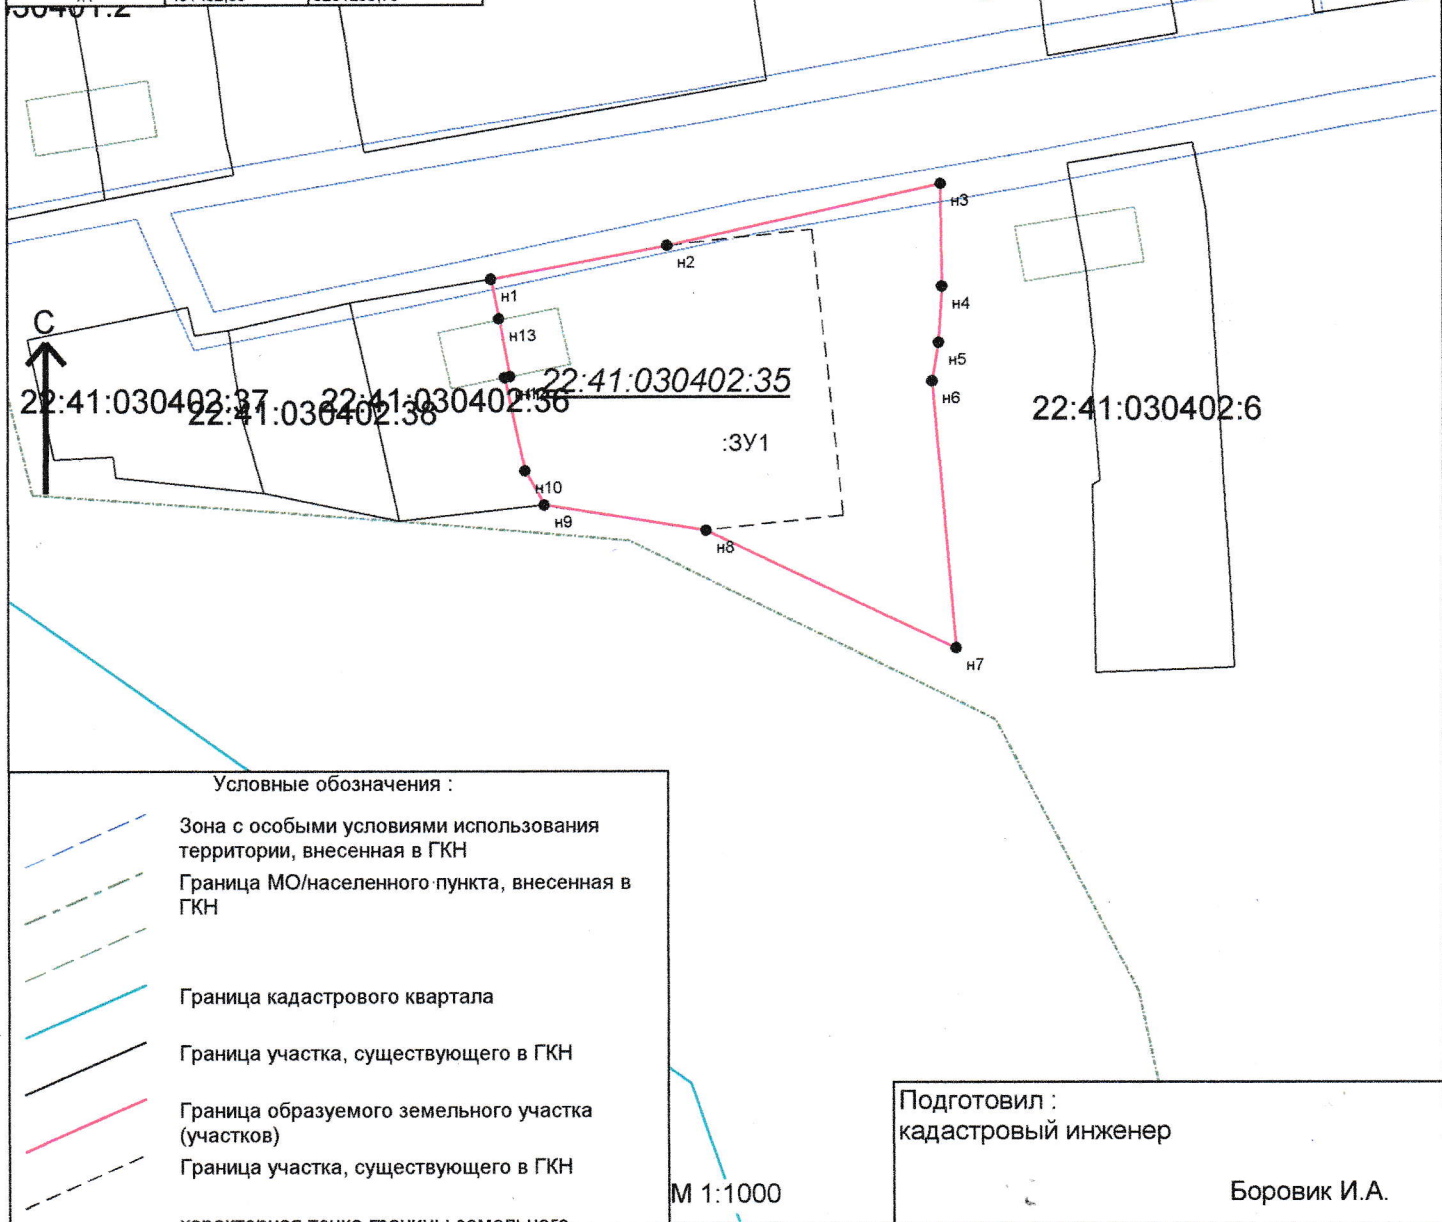 н3
н2
н1
н4
С
н13
н5
22:41:030402:35
н6
22:41:030402:37
22:41:030402:38
22:41:030402:36
22:41:030402:6
:ЗУ1
н10
н9
н8
н7
Условные обозначения :
Зона с особыми условиями использования
территории, внесенная в ГКН
Граница МО/населенного пункта, внесенная в
ГКН
Граница кадастрового квартала
Граница участка, существующего в ГКН
Граница образуемого земельного участка
(участков)
Граница участка, существующего в ГКН
М 1:1000
Подготовил :
кадастровый инженер
Боровик И.А.